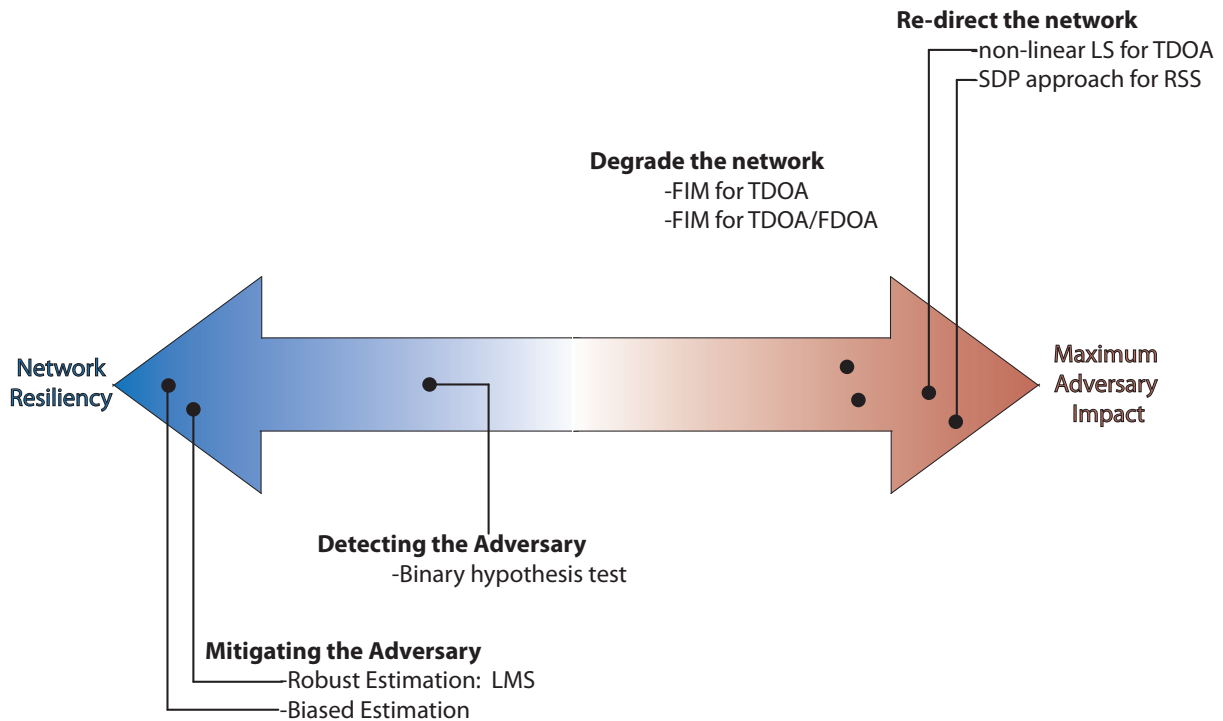 Re-direct the network
-non-linear LS for TDOA
-SDP approach for RSS
Degrade the network
-FIM for TDOA
-FIM for TDOA/FDOA
Network
Resiliency
Maximum
Adversary
Impact
Detecting the Adversary
-Binary hypothesis test
Mitigating the Adversary
-Robust Estimation: LMS
-Biased Estimation